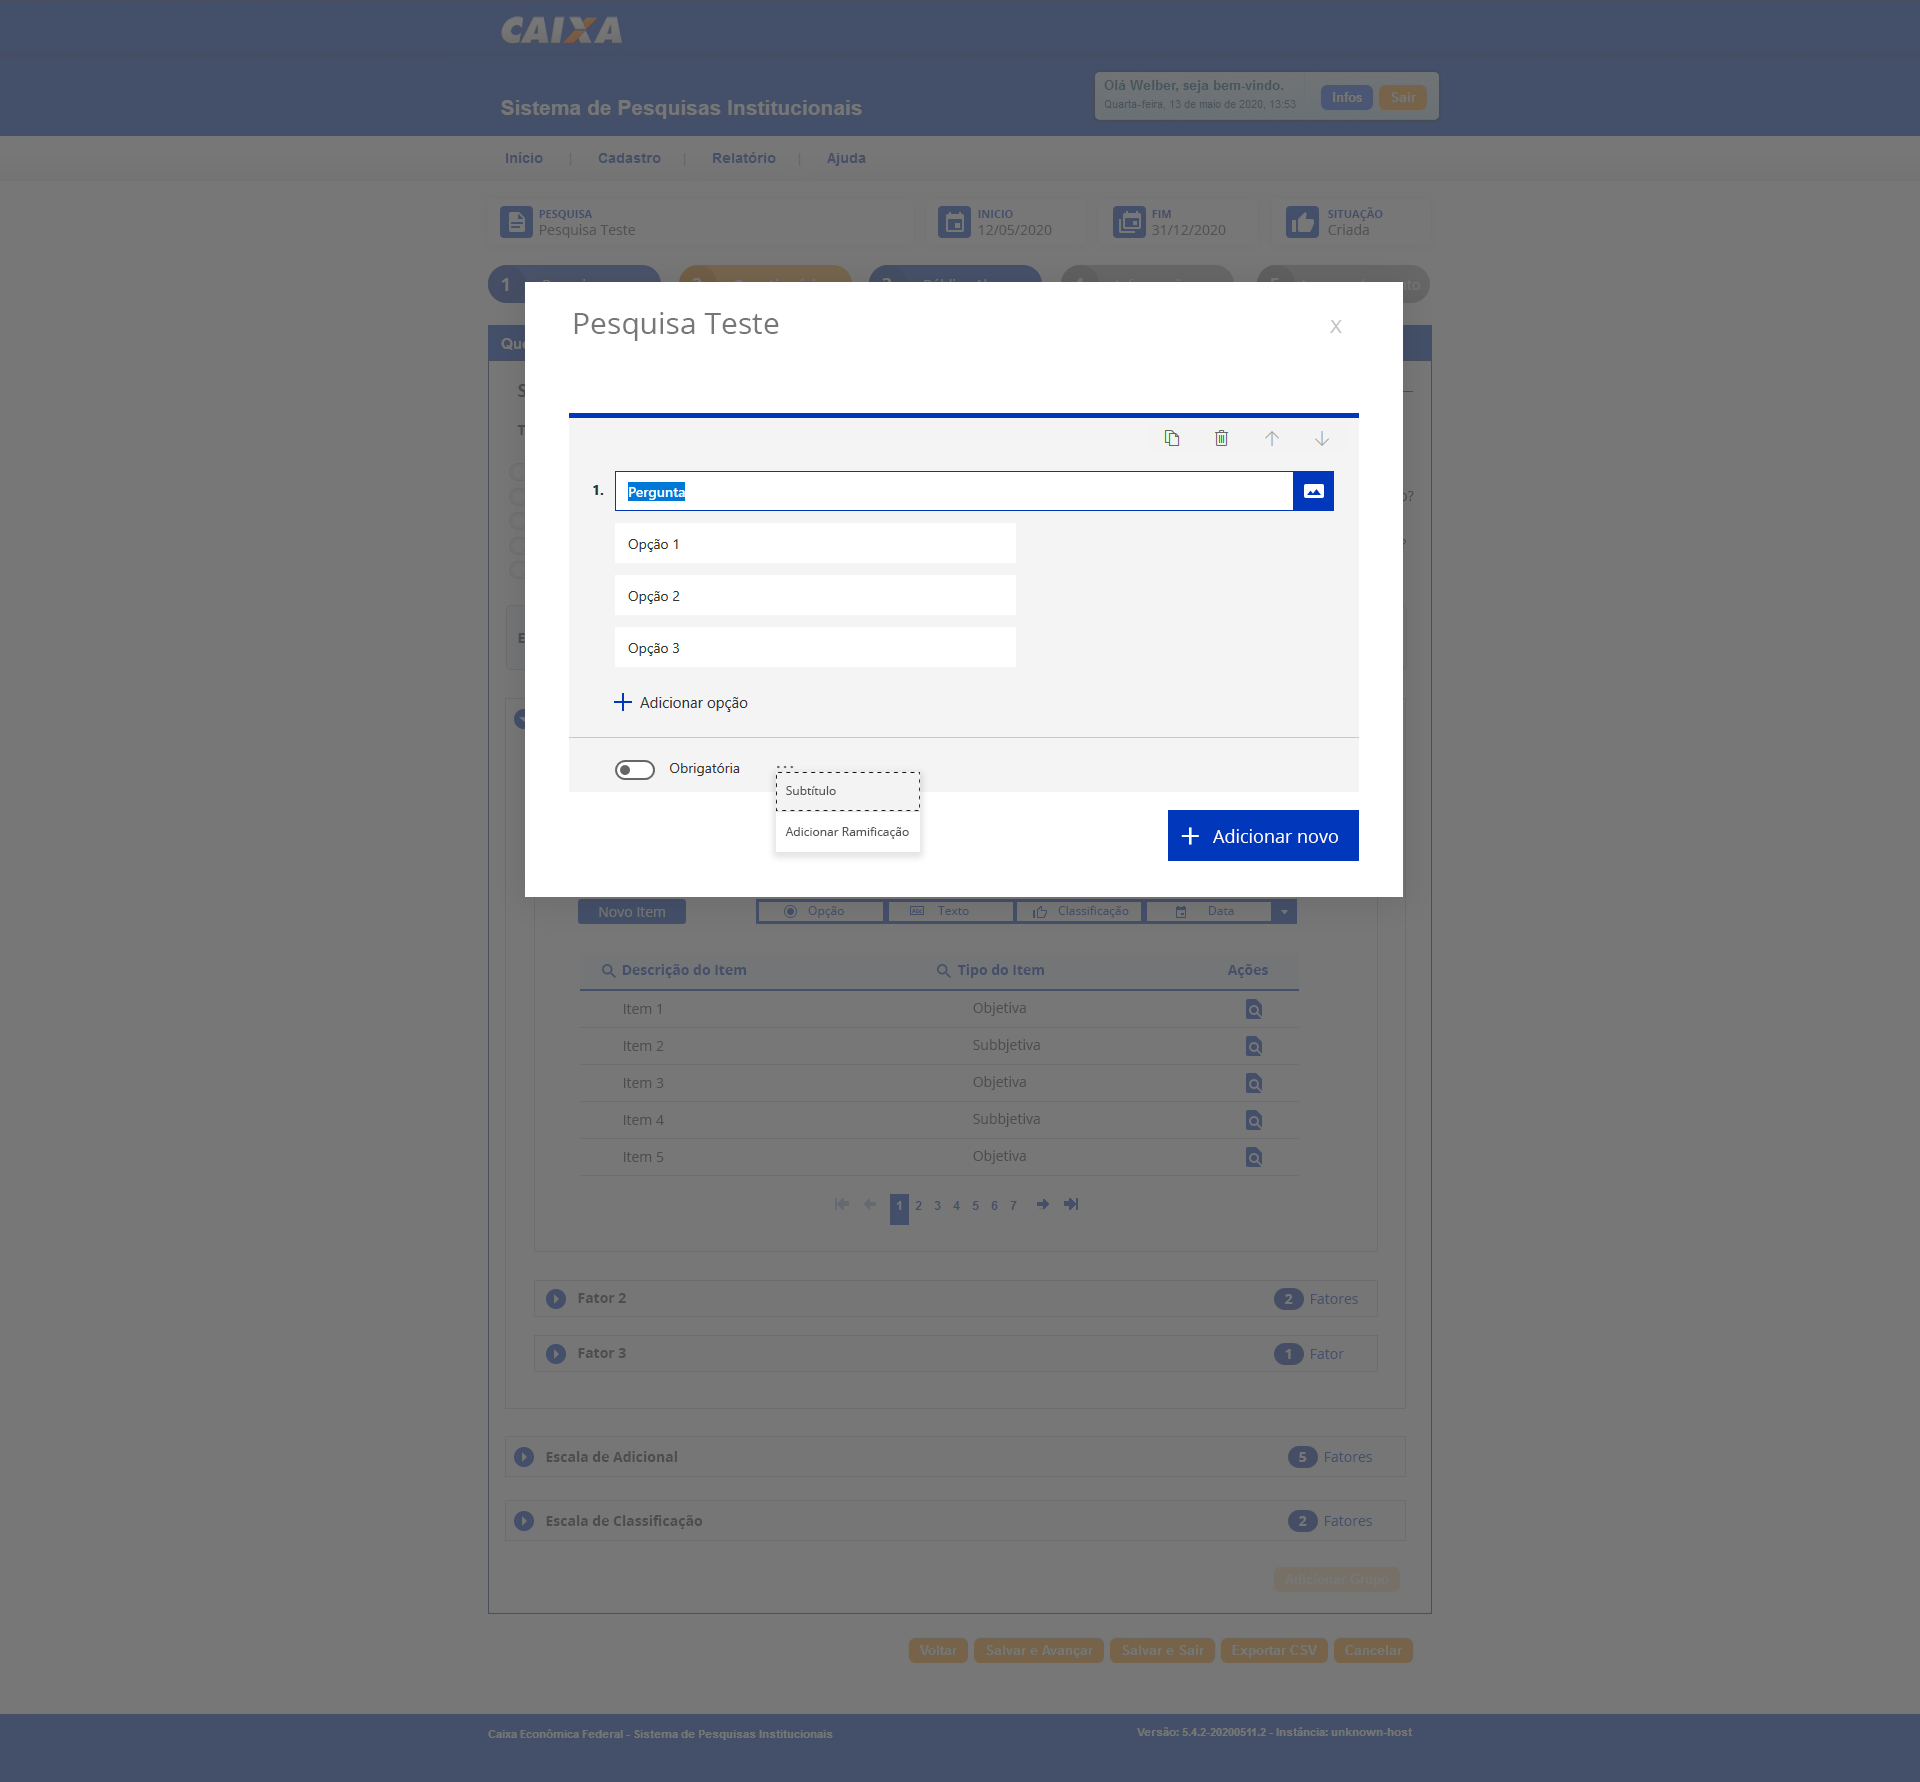 CAIXA
Olá Welber, seja bem-vindo.
Quarta-feira, 13 de maio de 2020, 13:53
Infos
Sair
Sistema de Pesquisas Institucionais
Início | Cadastro | Relatório | Ajuda
PESQUISA
Pesquisa Teste
INICIO
12/05/2020
FIM
31/12/2020
SITUAÇÃO
Criada
1
Pesquisa Teste
X
1. Pergunta
Opção 1
Opção 2
Opção 3
Adicionar opção
Obrigatória
...
Subtítulo
Adicionar Ramificação
+ Adicionar novo
Novo Item
Opção
Texto
Classificação
Data
Descrição do Item
Tipo do Item
Ações
Item 1
Objetiva
Item 2
Subbjetiva
Item 3
Objetiva
Item 4
Subbjetiva
Item 5
Objetiva
1 2 3 4 5 6 7
Fator 2
2 Fatores
Fator 3
1 Fator
Escala de Adicional
5 Fatores
Escala de Classificação
2 Fatores
Adicionar Grupo
Voltar
Salvar e Avançar
Salvar e Sair
Exportar CSV
Cancelar
Caixa Econômica Federal - Sistema de Pesquisas Institucionais
Versão: 5.4.2-20200511.2 - Instância: unknown-host